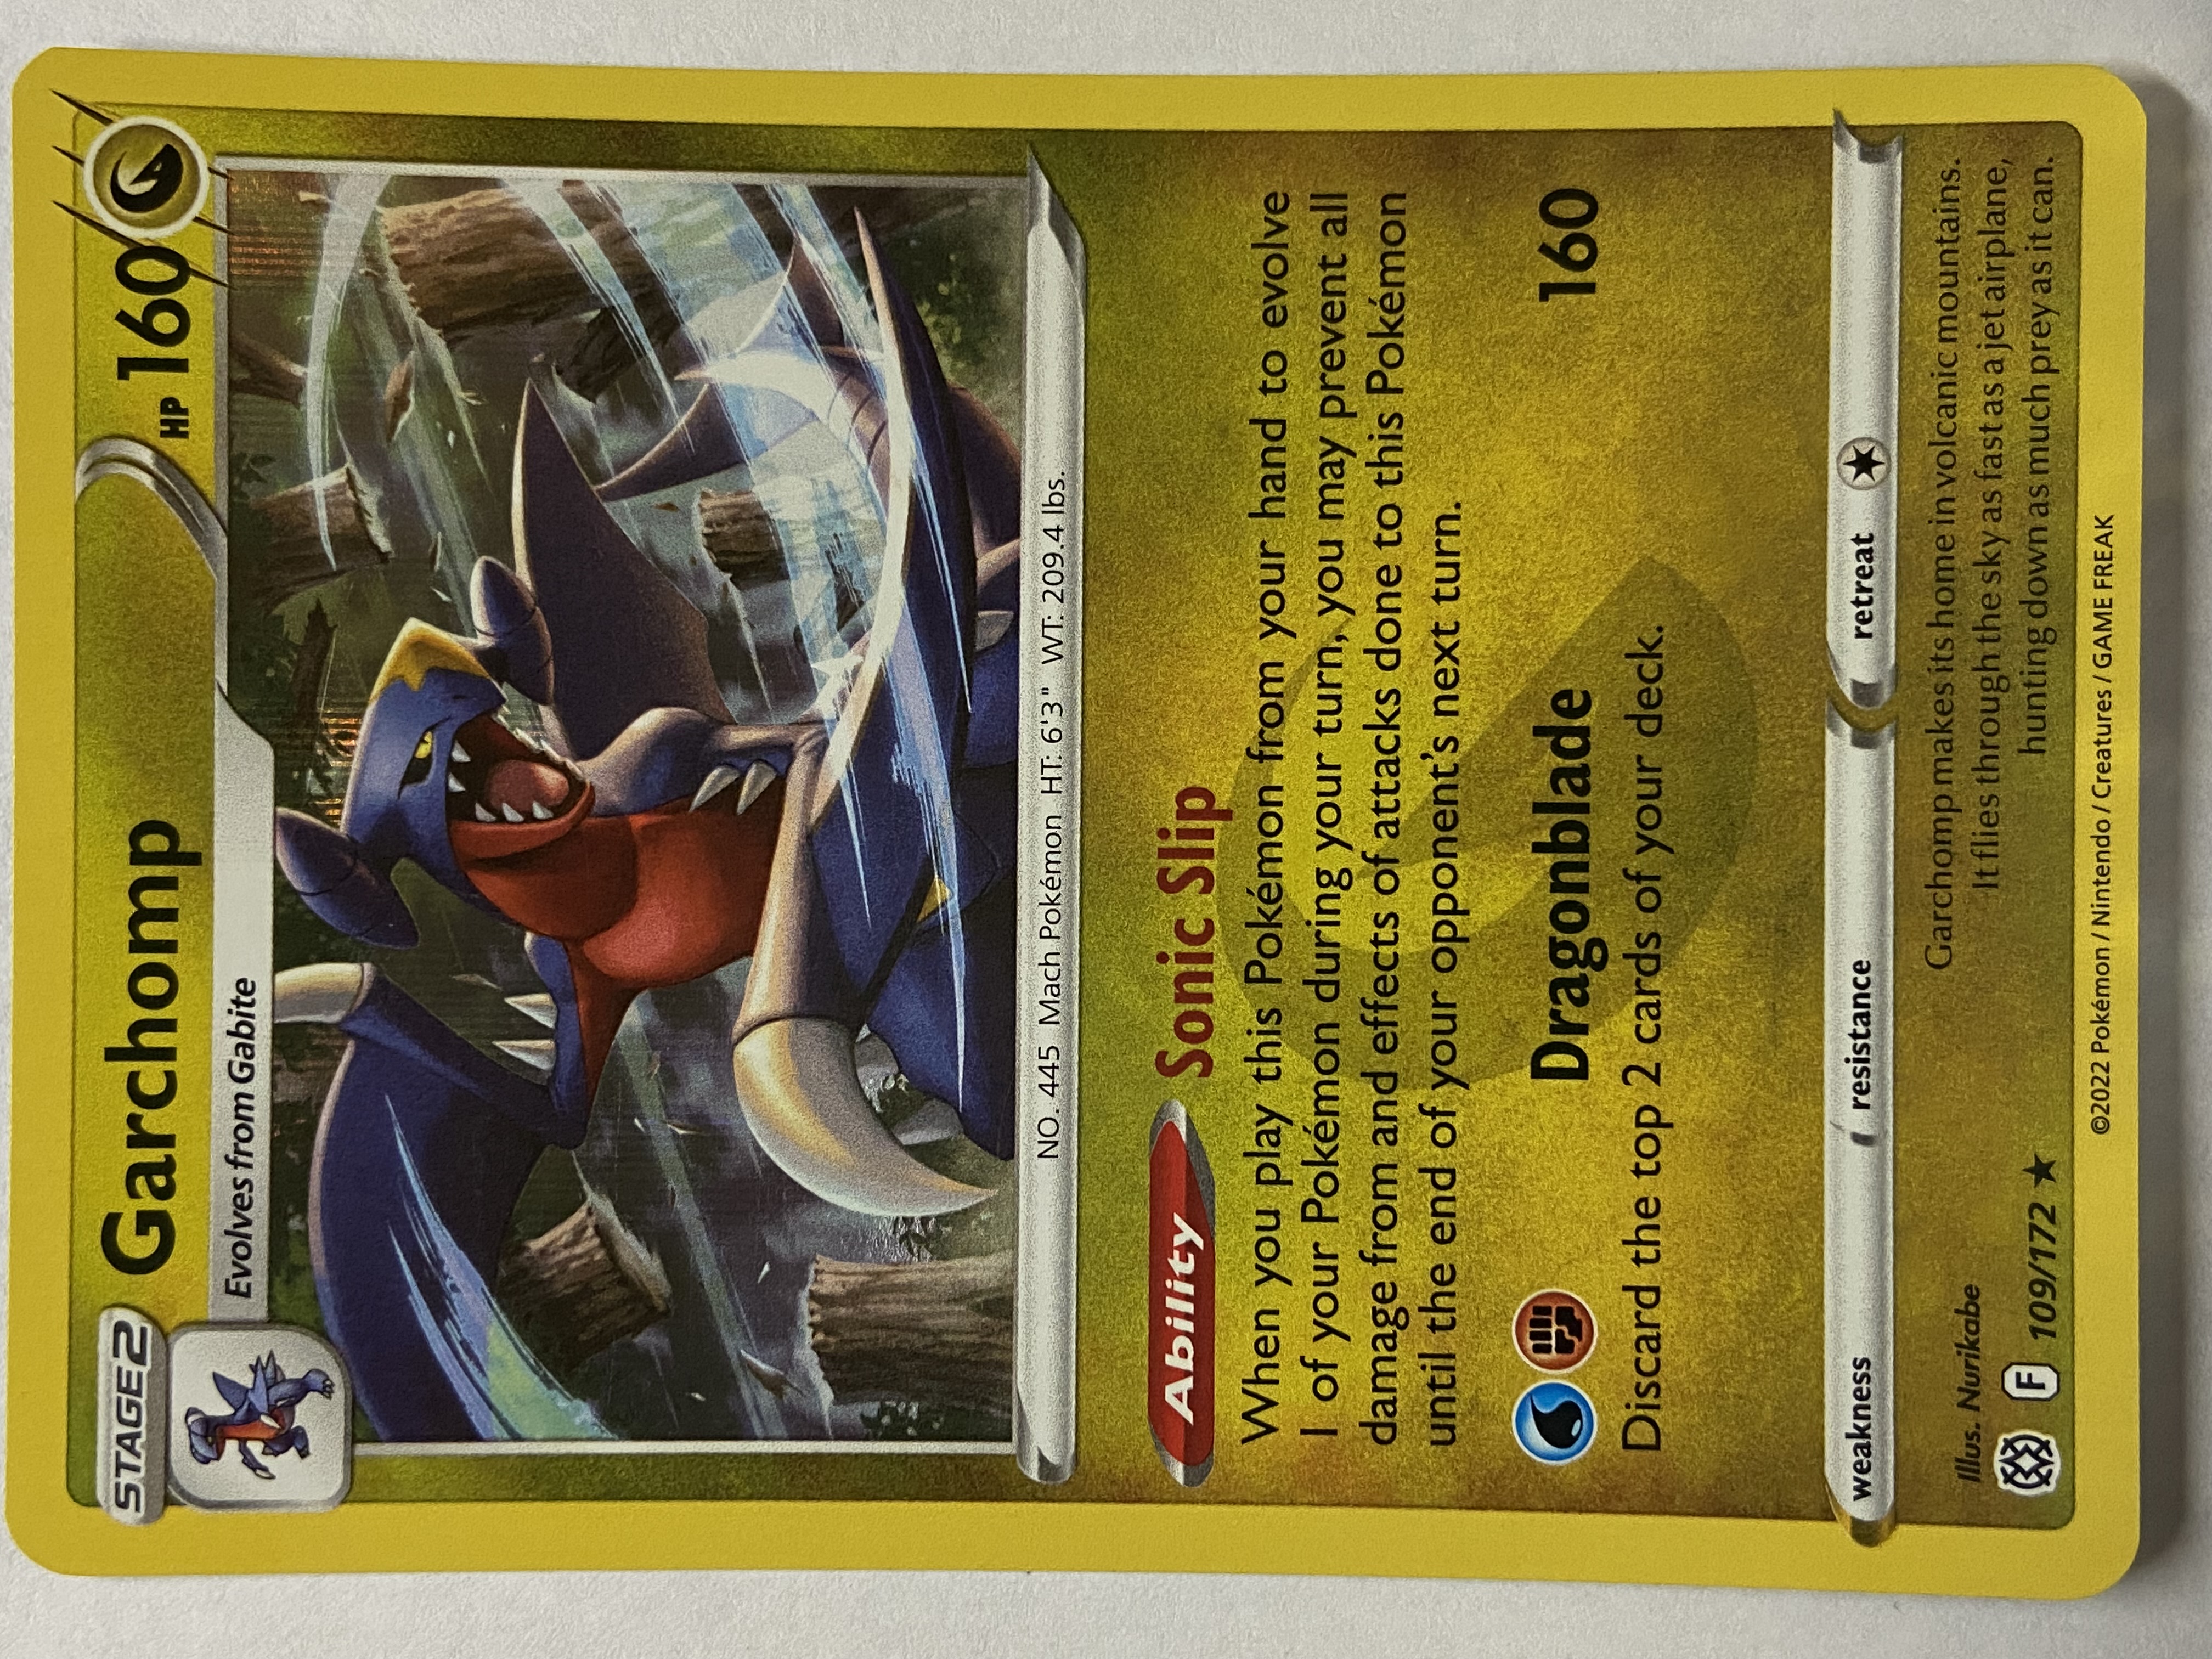 STAGE 2
Garchomp
HP 160
Evolves from Gabite
NO. 445 Mach Pokémon HT: 6'3" WT: 209.4 lbs.
Ability Sonic Slip
When you play this Pokémon from your hand to evolve
1 of your Pokémon during your turn, you may prevent all
damage from and effects of attacks done to this Pokémon
until the end of your opponent's next turn.
Dragonblade 160
Discard the top 2 cards of your deck.
weakness resistance retreat
Garchomp makes its home in volcanic mountains.
It flies through the sky as fast as a jet airplane,
hunting down as much prey as it can.
Illus. Nurikabe
F 109/172 ★
©2022 Pokémon / Nintendo / Creatures / GAME FREAK